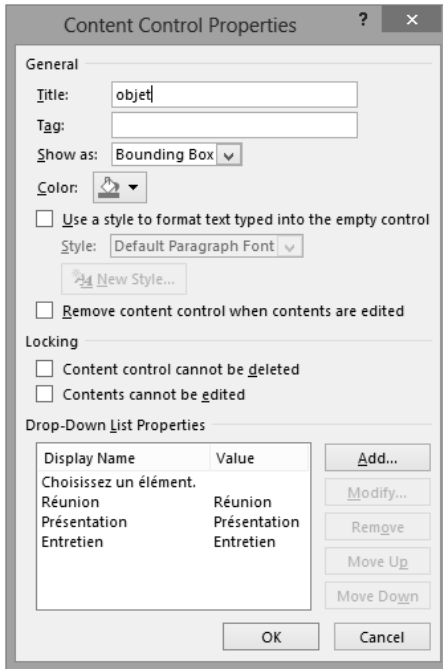 Content Control Properties ? ×
General
Title: objet
Tag:
Show as: Bounding Box
Color:
Use a style to format text typed into the empty control
Style: Default Paragraph Font
New Style...
Remove content control when contents are edited
Locking
Content control cannot be deleted
Contents cannot be edited
Drop-Down List Properties
Display Name Value Add...
Choisissez un élément.
Réunion Réunion Modify...
Présentation Présentation Remove
Entretien Entretien
Move Up
Move Down
OK Cancel